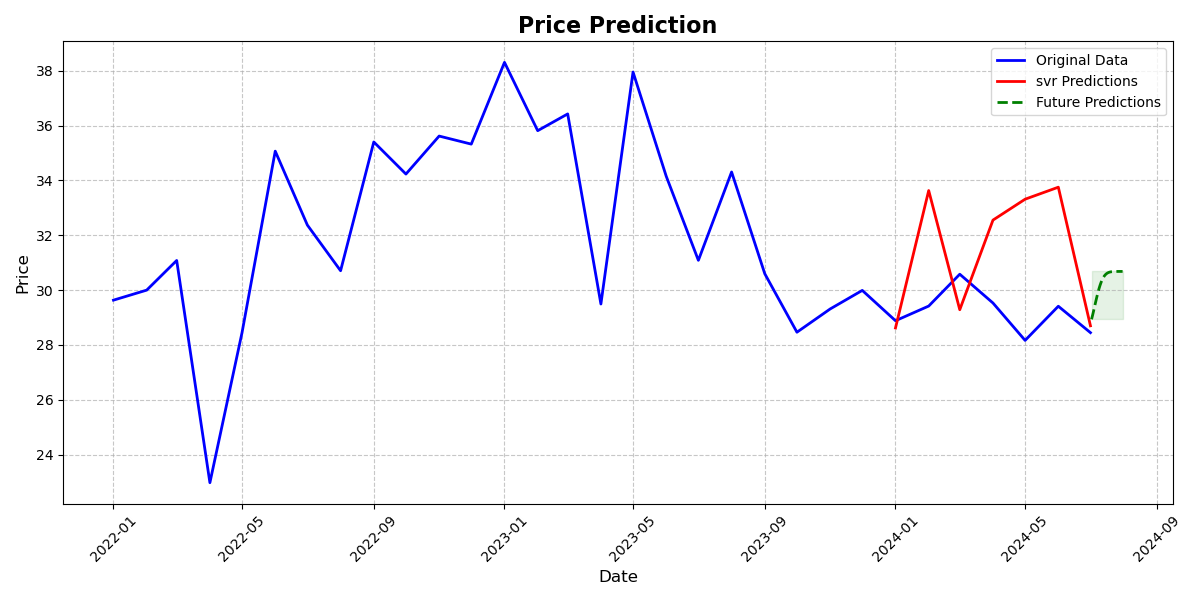 Price Prediction
Original Data
svr Predictions
Future Predictions
Price
38
36
34
32
30
28
26
24
2022-01
2022-05
2022-09
2023-01
2023-05
2023-09
2024-01
2024-05
2024-09
Date